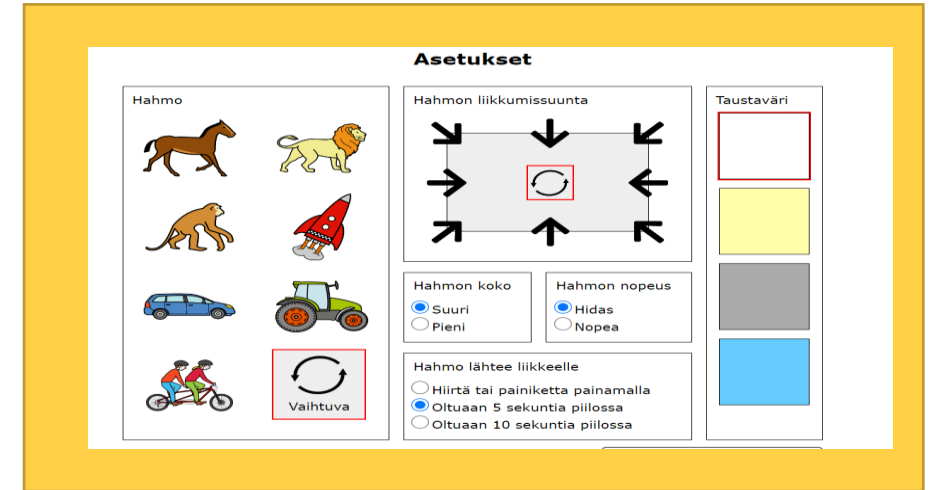 Asetukset
Hahmo
Vaihtuva
Hahmon liikkumissuunta
Hahmon koko
Suuri
Pieni
Hahmon nopeus
Hidas
Nopea
Hahmo lähtee liikkeelle
Hiirtä tai painiketta painamalla
Oltuaan 5 sekuntia piilossa
Oltuaan 10 sekuntia piilossa
Taustaväri